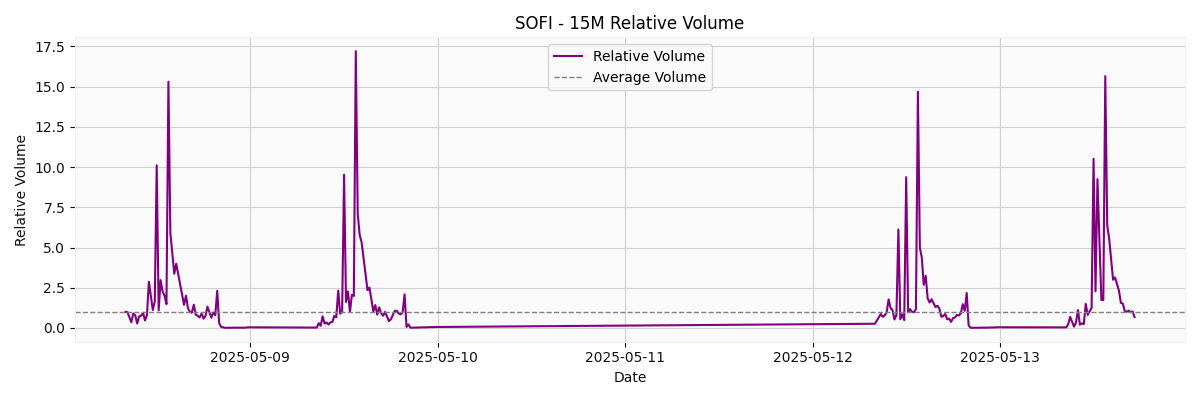 SOFI - 15M Relative Volume
Relative Volume
Average Volume
17.5
15.0
12.5
10.0
7.5
5.0
2.5
0.0
Relative Volume
2025-05-09
2025-05-10
2025-05-11
2025-05-12
2025-05-13
Date